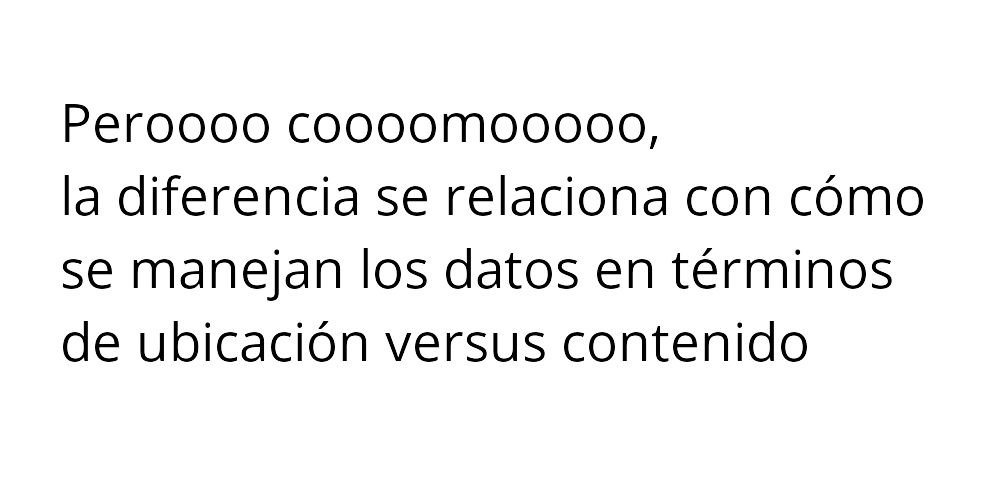 Peroooo coooomooooo,
la diferencia se relaciona con cómo
se manejan los datos en términos
de ubicación versus contenido